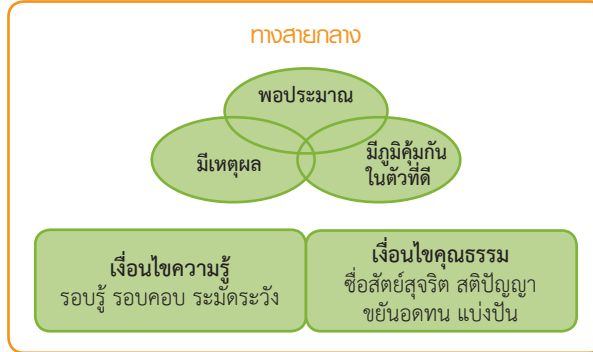 ทางสายกลาง
พอประมาณ
มีเหตุผล
มีภูมิคุ้มกัน
ในตัวที่ดี
เงื่อนไขความรู้
รอบรู้ รอบคอบ ระมัดระวัง
เงื่อนไขคุณธรรม
ซื่อสัตย์สุจริต สติปัญญา
ขยันอดทน แบ่งปัน